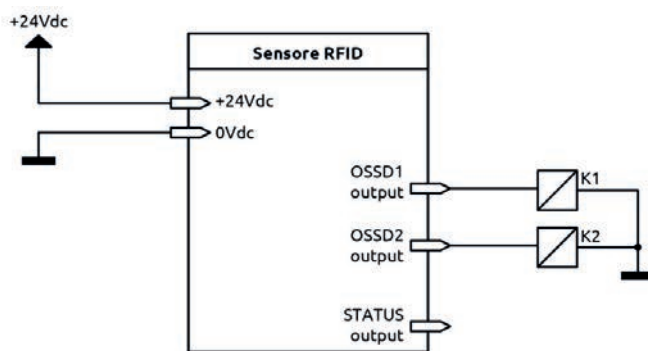 +24Vdc
Sensore RFID
+24Vdc
0Vdc
OSSD1
output
K1
OSSD2
output
K2
STATUS
output